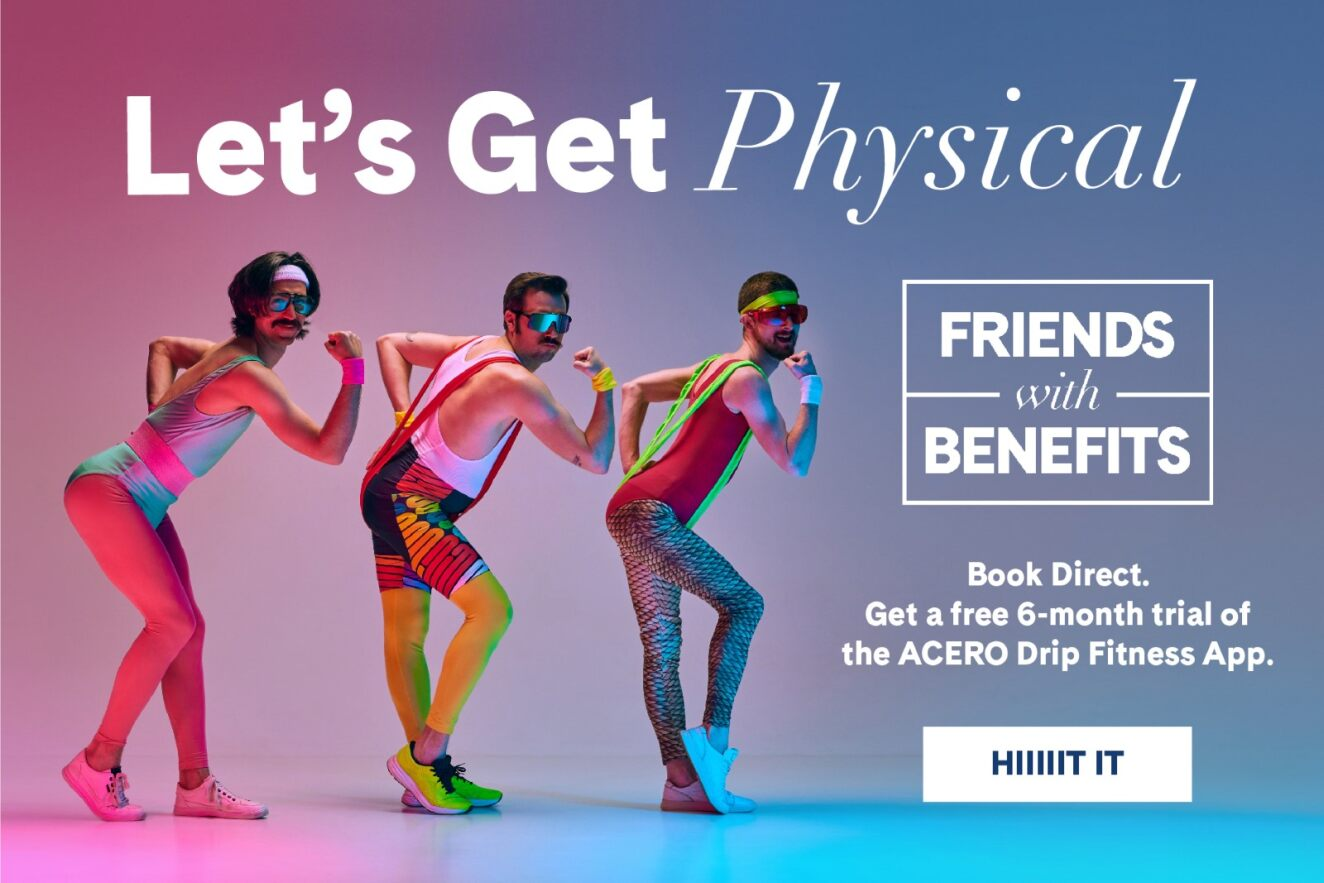 Let’s Get Physical
FRIENDS
with
BENEFITS
Book Direct.
Get a free 6-month trial of
the ACERO Drip Fitness App.
HIIIIIT IT